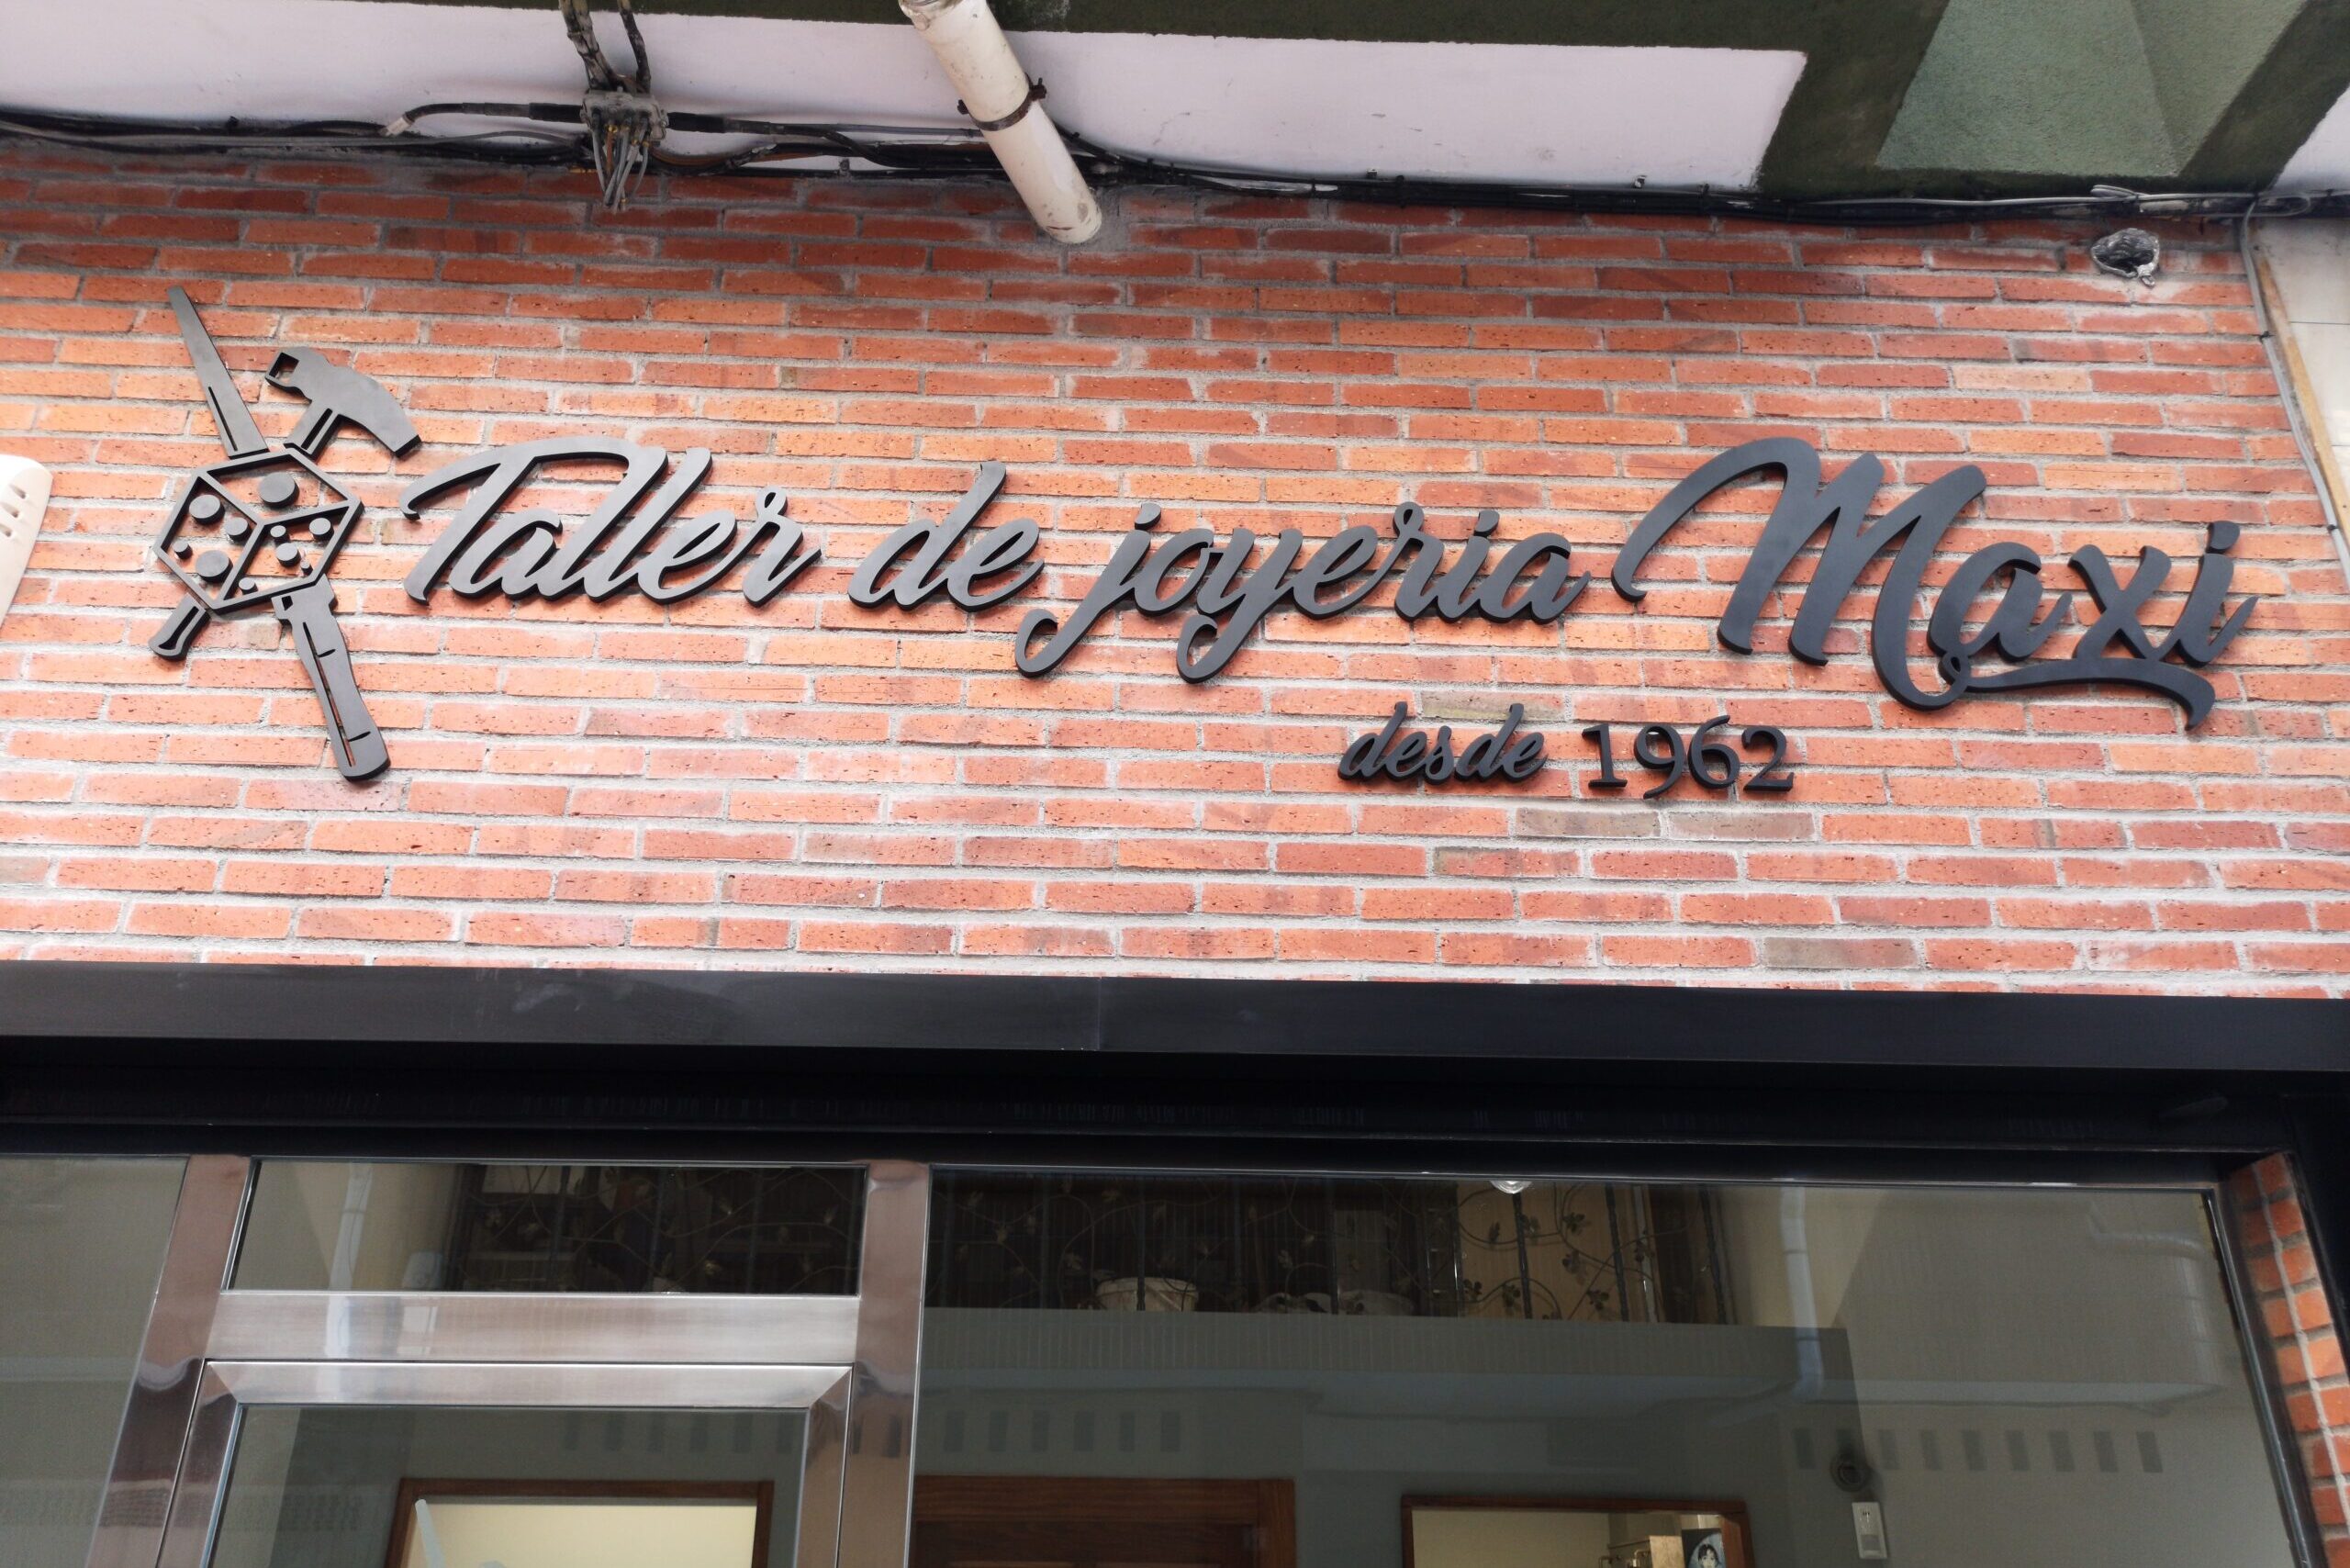 Taller de joyeria Maxi
desde 1962